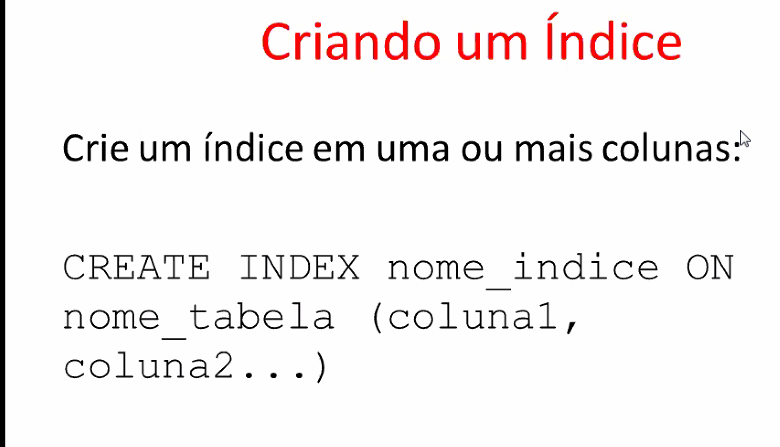 Criando um Índice
Crie um índice em uma ou mais colunas:
CREATE INDEX nome_indice ON
nome_tabela (coluna1,
coluna2...)